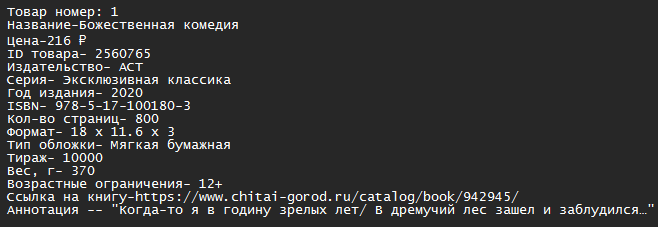 Товар номер: 1
Название-Божественная комедия
Цена-216 ₽
ID товара- 2560765
Издательство- АСТ
Серия- Эксклюзивная классика
Год издания- 2020
ISBN- 978-5-17-100180-3
Кол-во страниц- 800
Формат- 18 x 11.6 x 3
Тип обложки- Мягкая бумажная
Тираж- 10000
Вес, г- 370
Возрастные ограничения- 12+
Ссылка на книгу-https://www.chitai-gorod.ru/catalog/book/942945/
Аннотация -- "Когда-то я в годину зрелых лет/ В дремучий лес зашел и заблудился…"